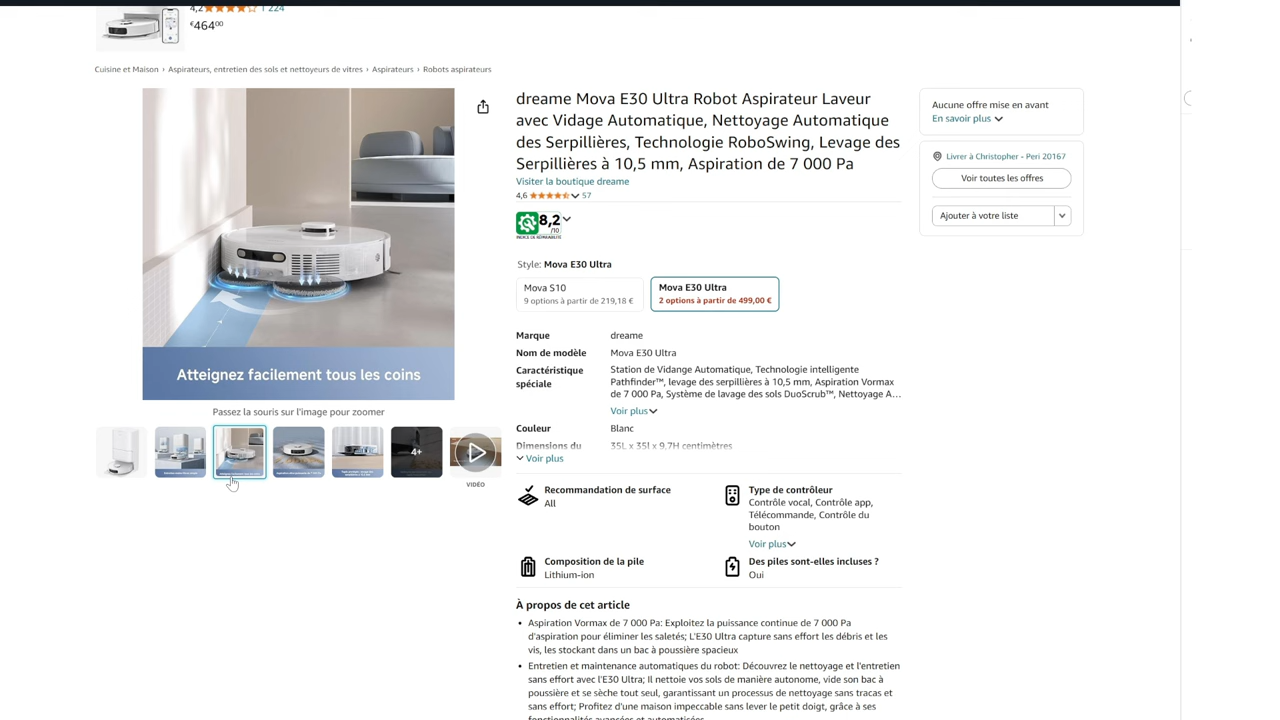 4,2 1 224
€464⁰⁰
Cuisine et Maison › Aspirateurs, entretien des sols et nettoyeurs de vitres › Aspirateurs › Robots aspirateurs
dreame Mova E30 Ultra Robot Aspirateur Laveur
avec Vidage Automatique, Nettoyage Automatique
des Serpillières, Technologie RoboSwing, Levage des
Serpillières à 10,5 mm, Aspiration de 7 000 Pa
Visiter la boutique dreame
4,6 57
8,2
/10
INDICE DE RÉPARABILITÉ
Style: Mova E30 Ultra
Mova S10
9 options à partir de 219,18 €
Mova E30 Ultra
2 options à partir de 499,00 €
Marque dreame
Nom de modèle Mova E30 Ultra
Caractéristique spéciale
Station de Vidange Automatique, Technologie intelligente
Pathfinder™, levage des serpillières à 10,5 mm, Aspiration Vormax
de 7 000 Pa, Système de lavage des sols DuoScrub™, Nettoyage A…
Voir plus
Couleur Blanc
Dimensions du 35L x 35l x 9,7H centimètres
Voir plus
Recommandation de surface
All
Type de contrôleur
Contrôle vocal, Contrôle app,
Télécommande, Contrôle du
bouton
Voir plus
Composition de la pile
Lithium-ion
Des piles sont-elles incluses ?
Oui
À propos de cet article
• Aspiration Vormax de 7 000 Pa: Exploitez la puissance continue de 7 000 Pa
d'aspiration pour éliminer les saletés; L'E30 Ultra capture sans effort les débris et les
vis, les stockant dans un bac à poussière spacieux
• Entretien et maintenance automatiques du robot: Découvrez le nettoyage et l'entretien
sans effort avec l'E30 Ultra; Il nettoie vos sols de manière autonome, vide son bac à
poussière et se sèche tout seul, garantissant un processus de nettoyage sans tracas et
sans effort; Profitez d'une maison impeccable sans lever le petit doigt, grâce à ses
fonctionnalités avancées et automatisées
Atteignez facilement tous les coins
Passez la souris sur l'image pour zoomer
4+
VIDÉO
Aucune offre mise en avant
En savoir plus
Livrer à Christopher - Peri 20167
Voir toutes les offres
Ajouter à votre liste